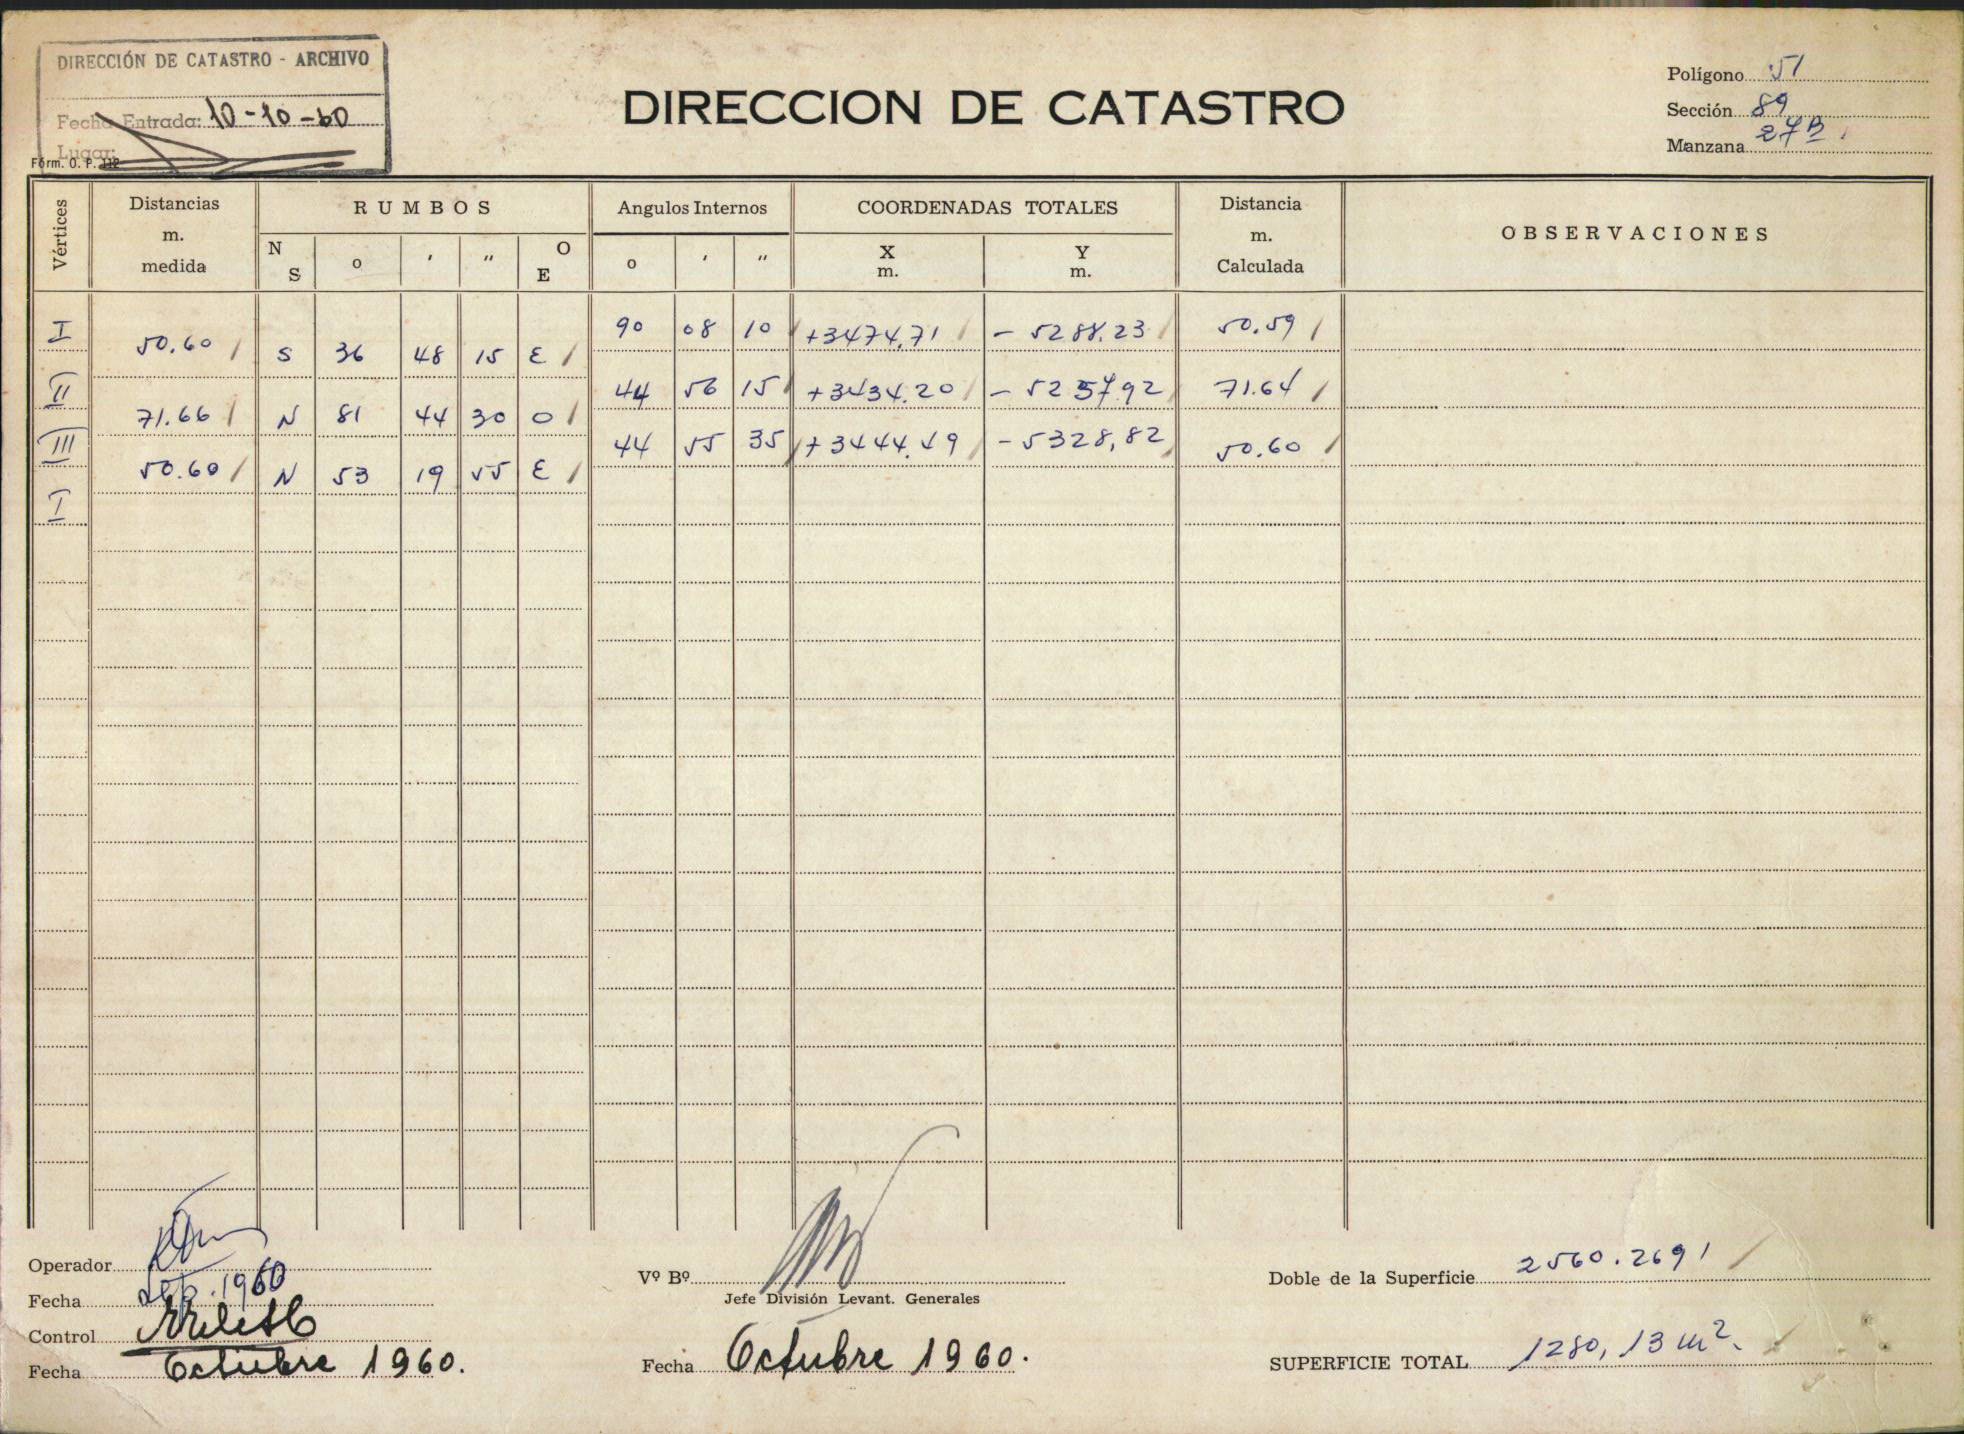 DIRECCIÓN DE CATASTRO - ARCHIVO
Fecha Entrada: 10-10-60
Lugar:
Form. O. P. 112
DIRECCION DE CATASTRO
Polígono 51
Sección 89
Manzana 27B
Vértices
Distancias m. medida
RUMBOS
Angulos Internos
COORDENADAS TOTALES
Distancia m. Calculada
OBSERVACIONES
N S o ' " O E
o ' "
X m. Y m.
I 90 08 10 +3474,71 - 5288.23 50.59
50.60 S 36 48 15 E
II 44 56 15 +3434.20 - 5257.92 71.64
71.66 N 81 44 30 O
III 44 55 35 +3444.49 - 5328,82 50.60
50.60 N 53 19 55 E
I
Operador
Fecha Sep. 1960
Control
Fecha Octubre 1960.
Vº Bº
Jefe División Levant. Generales
Fecha Octubre 1960.
Doble de la Superficie 2560.2691
SUPERFICIE TOTAL 1280,13 m².